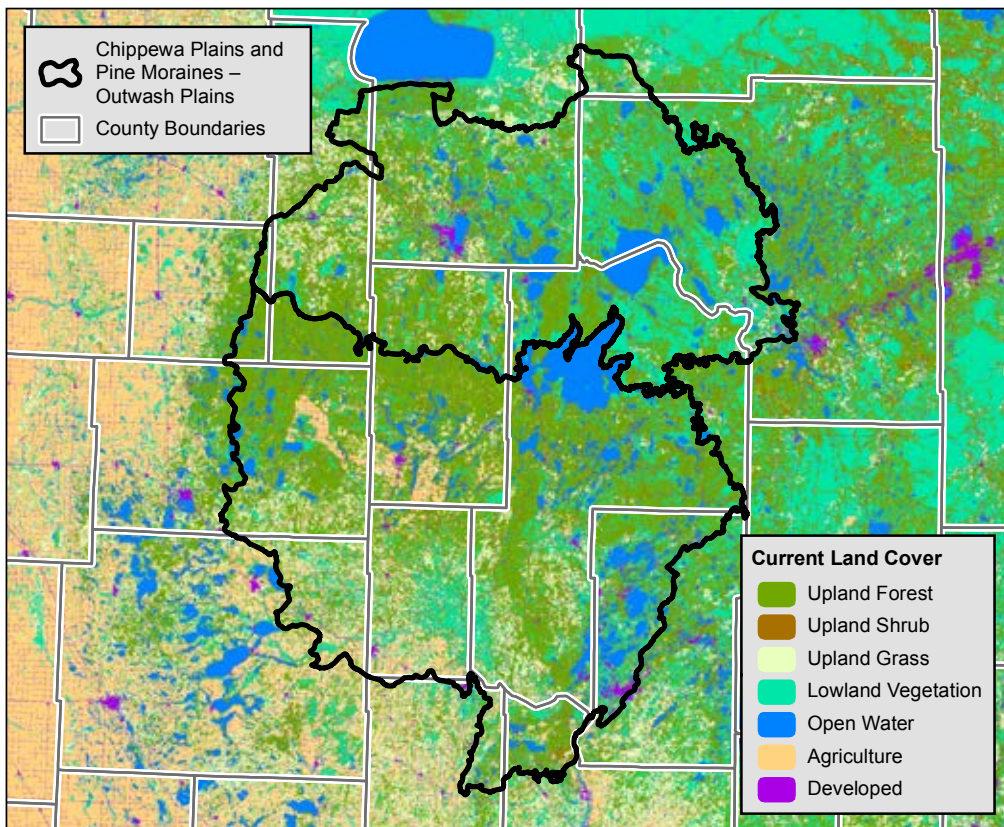 Chippewa Plains and
Pine Moraines –
Outwash Plains
County Boundaries
Current Land Cover
Upland Forest
Upland Shrub
Upland Grass
Lowland Vegetation
Open Water
Agriculture
Developed